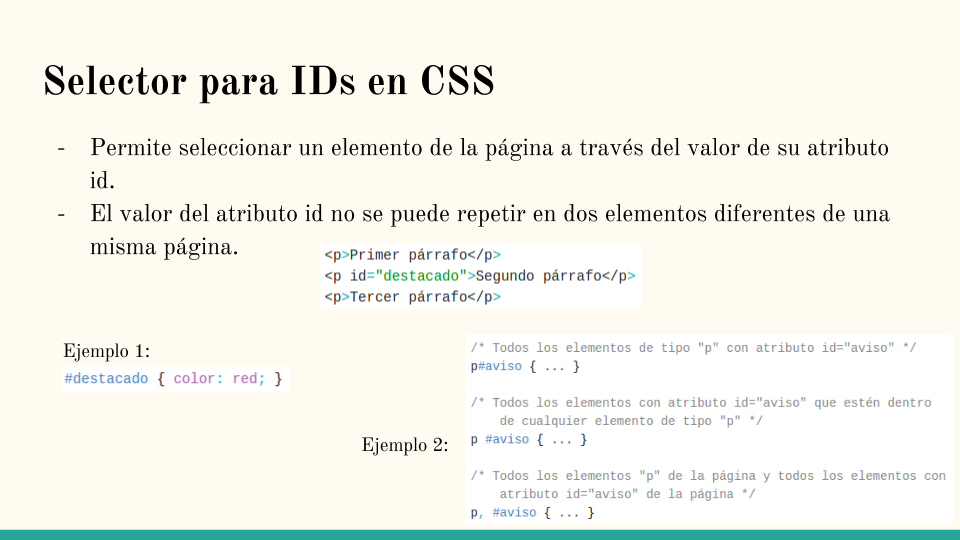 Selector para IDs en CSS
- Permite seleccionar un elemento de la página a través del valor de su atributo
id.
- El valor del atributo id no se puede repetir en dos elementos diferentes de una
misma página.
<p>Primer párrafo</p>
<p id="destacado">Segundo párrafo</p>
<p>Tercer párrafo</p>
Ejemplo 1:
#destacado { color: red; }
Ejemplo 2:
/* Todos los elementos de tipo "p" con atributo id="aviso" */
p#aviso { ... }
/* Todos los elementos con atributo id="aviso" que estén dentro
de cualquier elemento de tipo "p" */
p #aviso { ... }
/* Todos los elementos "p" de la página y todos los elementos con
atributo id="aviso" de la página */
p, #aviso { ... }